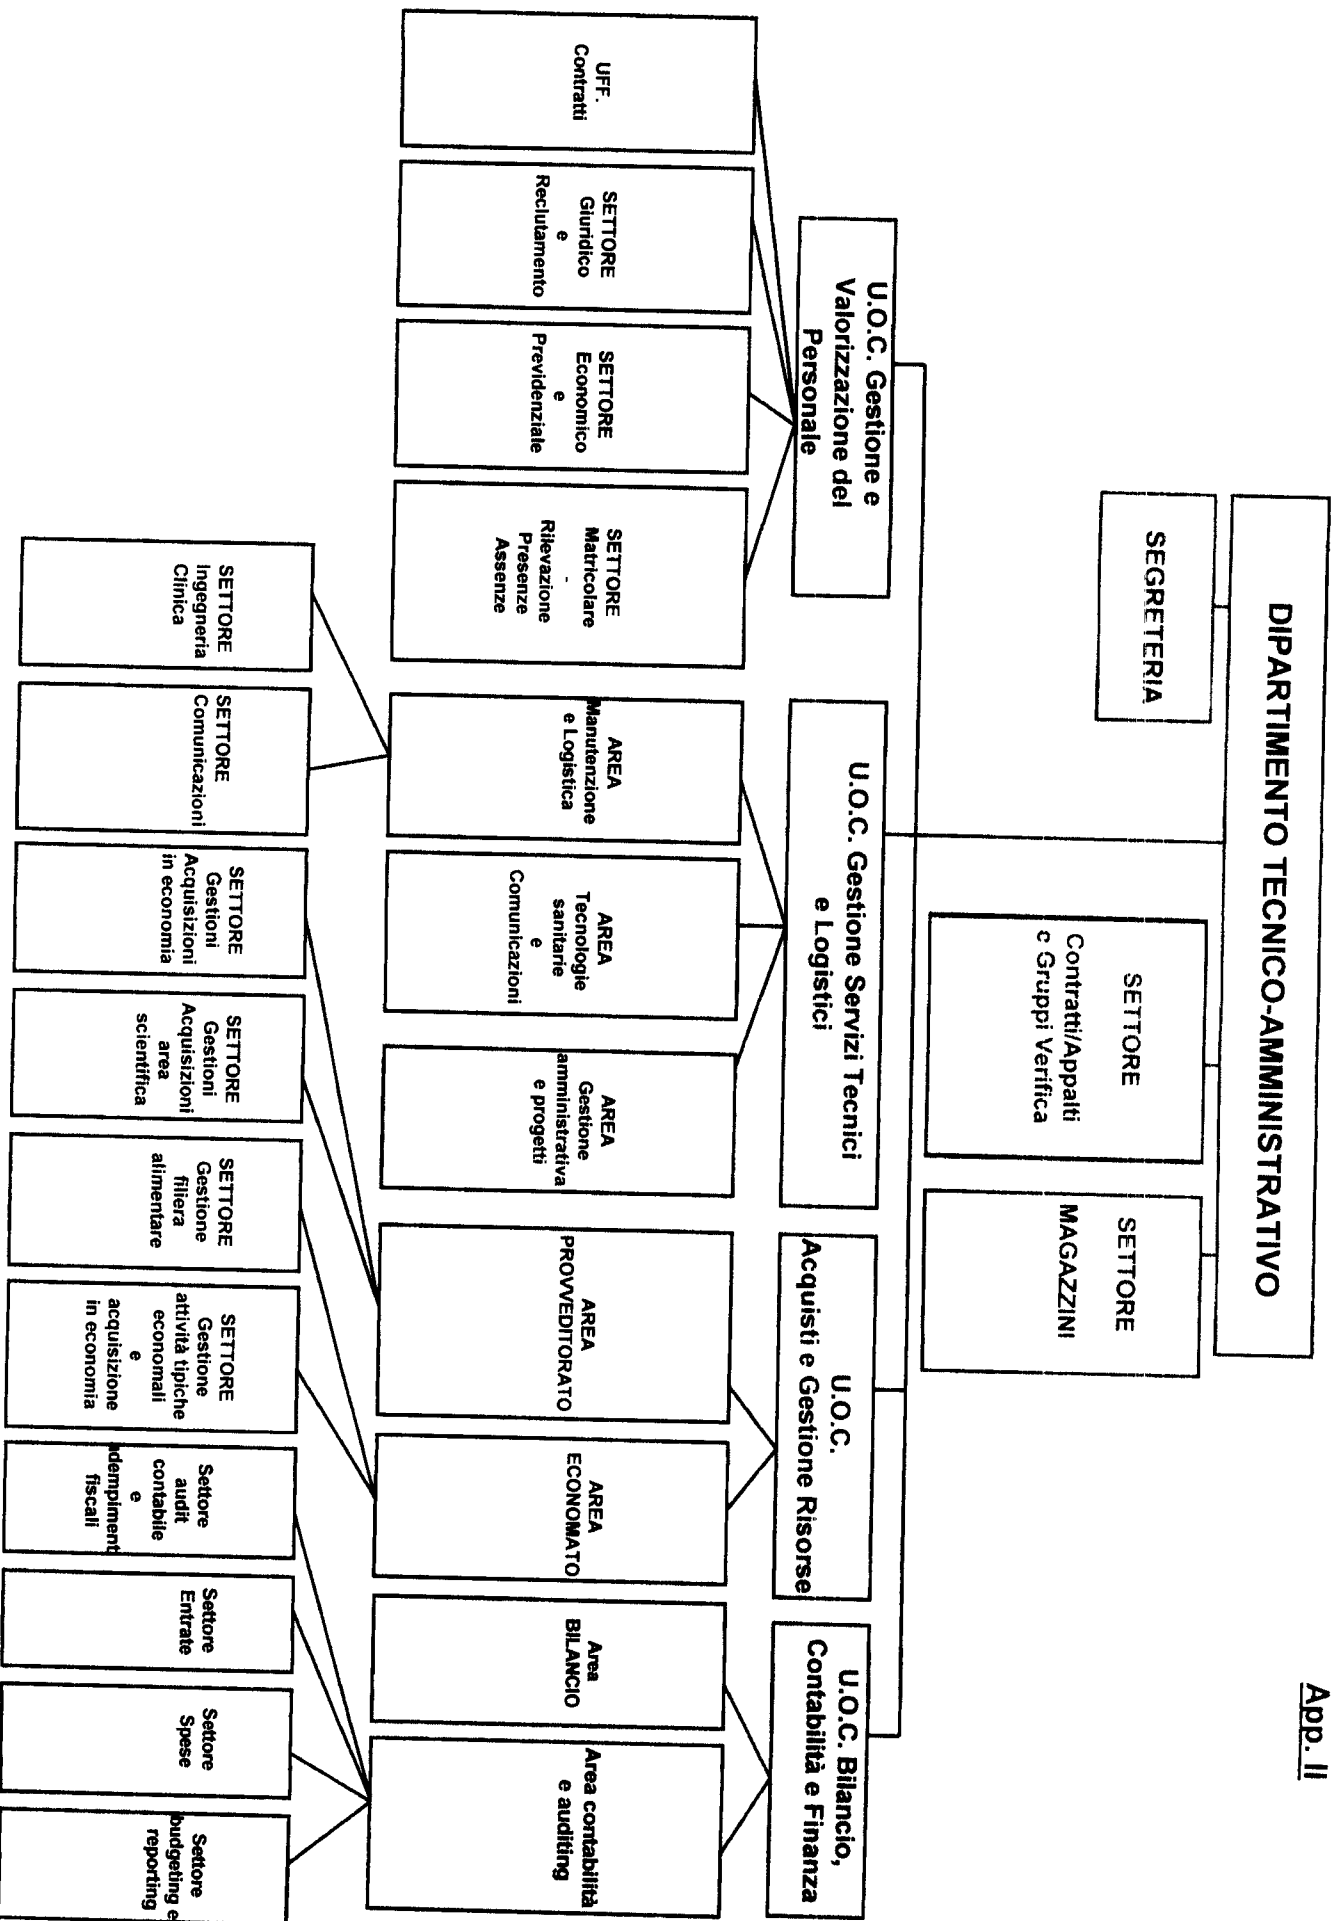 App. II
DIPARTIMENTO TECNICO-AMMINISTRATIVO
SEGRETERIA
SETTORE
Contratti/Appalti
e Gruppi Verifica
SETTORE
MAGAZZINI
U.O.C. Gestione e
Valorizzazione del
Personale
U.O.C. Gestione Servizi Tecnici
e Logistici
U.O.C.
Acquisti e Gestione Risorse
U.O.C. Bilancio,
Contabilità e Finanza
UFF.
Contratti
SETTORE
Giuridico
e
Reclutamento
SETTORE
Economico
e
Previdenziale
SETTORE
Matricolare
-
Rilevazione
Presenze
Assenze
AREA
Manutenzione
e Logistica
AREA
Tecnologie
sanitarie
e
Comunicazioni
AREA
Gestione
amministrativa
e progetti
AREA
PROVVEDITORATO
AREA
ECONOMATO
Area
BILANCIO
Area contabilità
e auditing
SETTORE
Ingegneria
Clinica
SETTORE
Comunicazioni
SETTORE
Gestioni
Acquisizioni
in economia
SETTORE
Gestioni
Acquisizioni
area
scientifica
SETTORE
Gestione
filiera
alimentare
SETTORE
Gestione
attività tipiche
economali
e
acquisizione
in economia
Settore
audit
contabile
e
adempiment
fiscali
Settore
Entrate
Settore
Spese
Settore
budgeting e
reporting